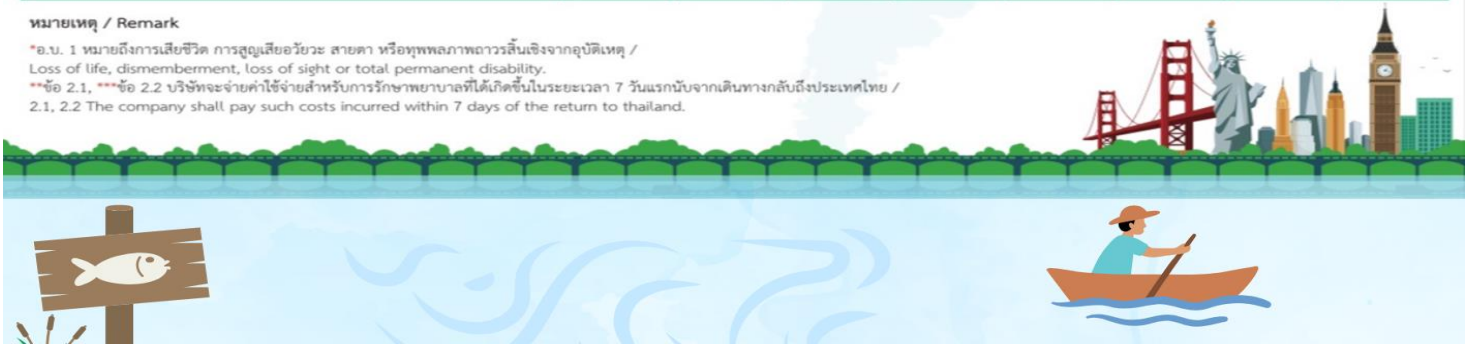 หมายเหตุ / Remark
*อ.บ. 1 หมายถึงการเสียชีวิต การสูญเสียอวัยวะ สายตา หรือทุพพลภาพถาวรสิ้นเชิงจากอุบัติเหตุ /
Loss of life, dismemberment, loss of sight or total permanent disability.
**ข้อ 2.1, ***ข้อ 2.2 บริษัทจะจ่ายค่าใช้จ่ายสำหรับการรักษาพยาบาลที่ได้เกิดขึ้นในระยะเวลา 7 วันแรกนับจากเดินทางกลับถึงประเทศไทย /
2.1, 2.2 The company shall pay such costs incurred within 7 days of the return to thailand.